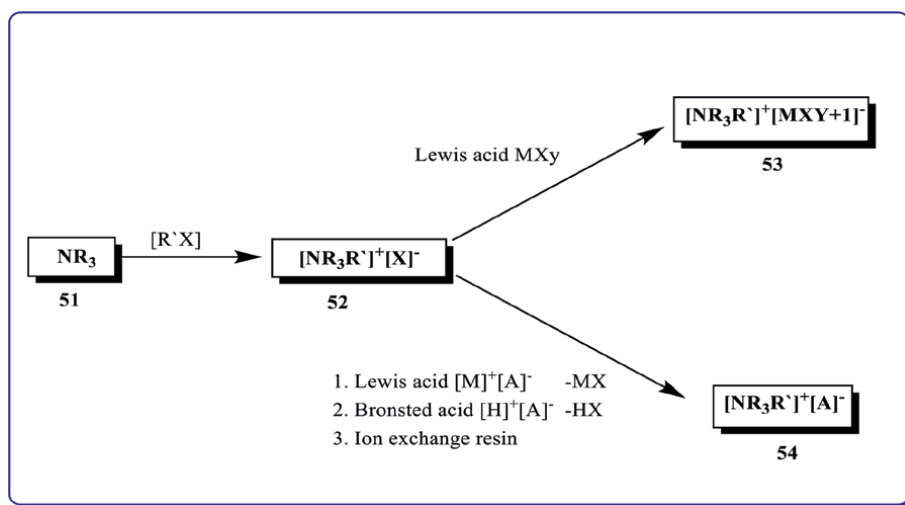 [NR₃R`]⁺[MXY+1]⁻
53
Lewis acid MXy
[R`X]
NR₃
51
[NR₃R`]⁺[X]⁻
52
1. Lewis acid [M]⁺[A]⁻ -MX
2. Bronsted acid [H]⁺[A]⁻ -HX
3. Ion exchange resin
[NR₃R`]⁺[A]⁻
54